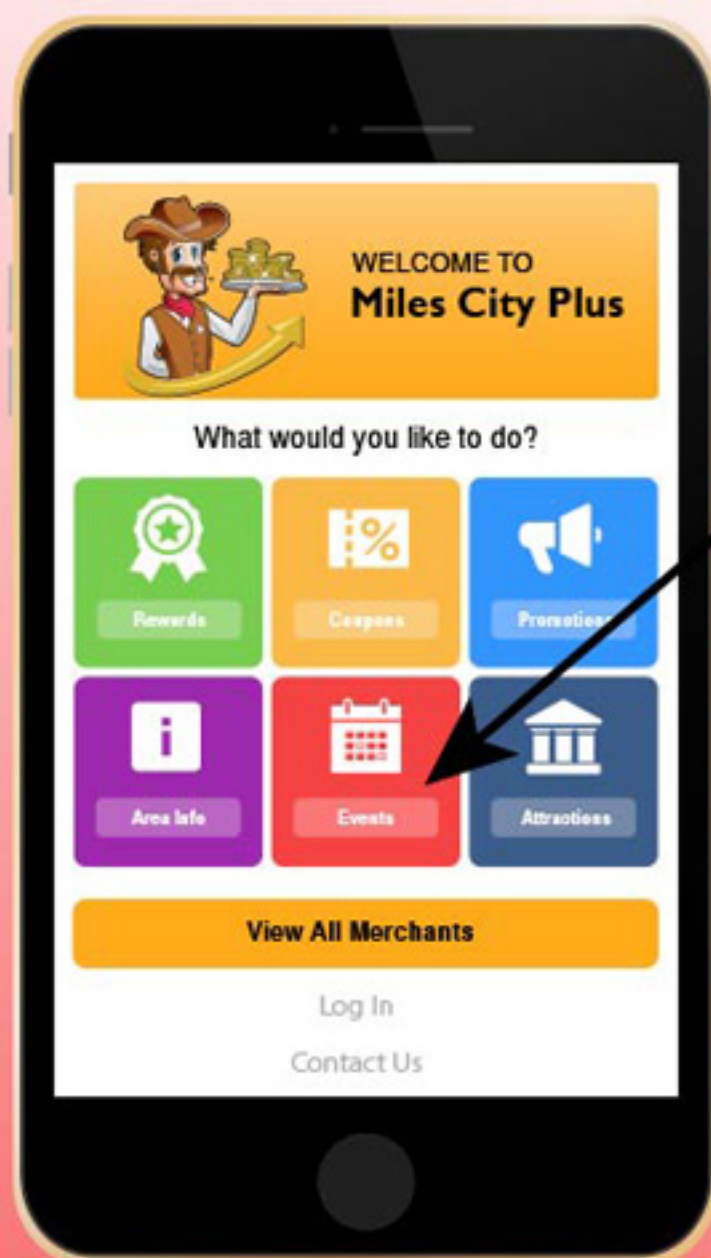 WELCOME TO
Miles City Plus
What would you like to do?
Rewards
Coupons
Promotions
Area Info
Events
Attractions
View All Merchants
Log In
Contact Us